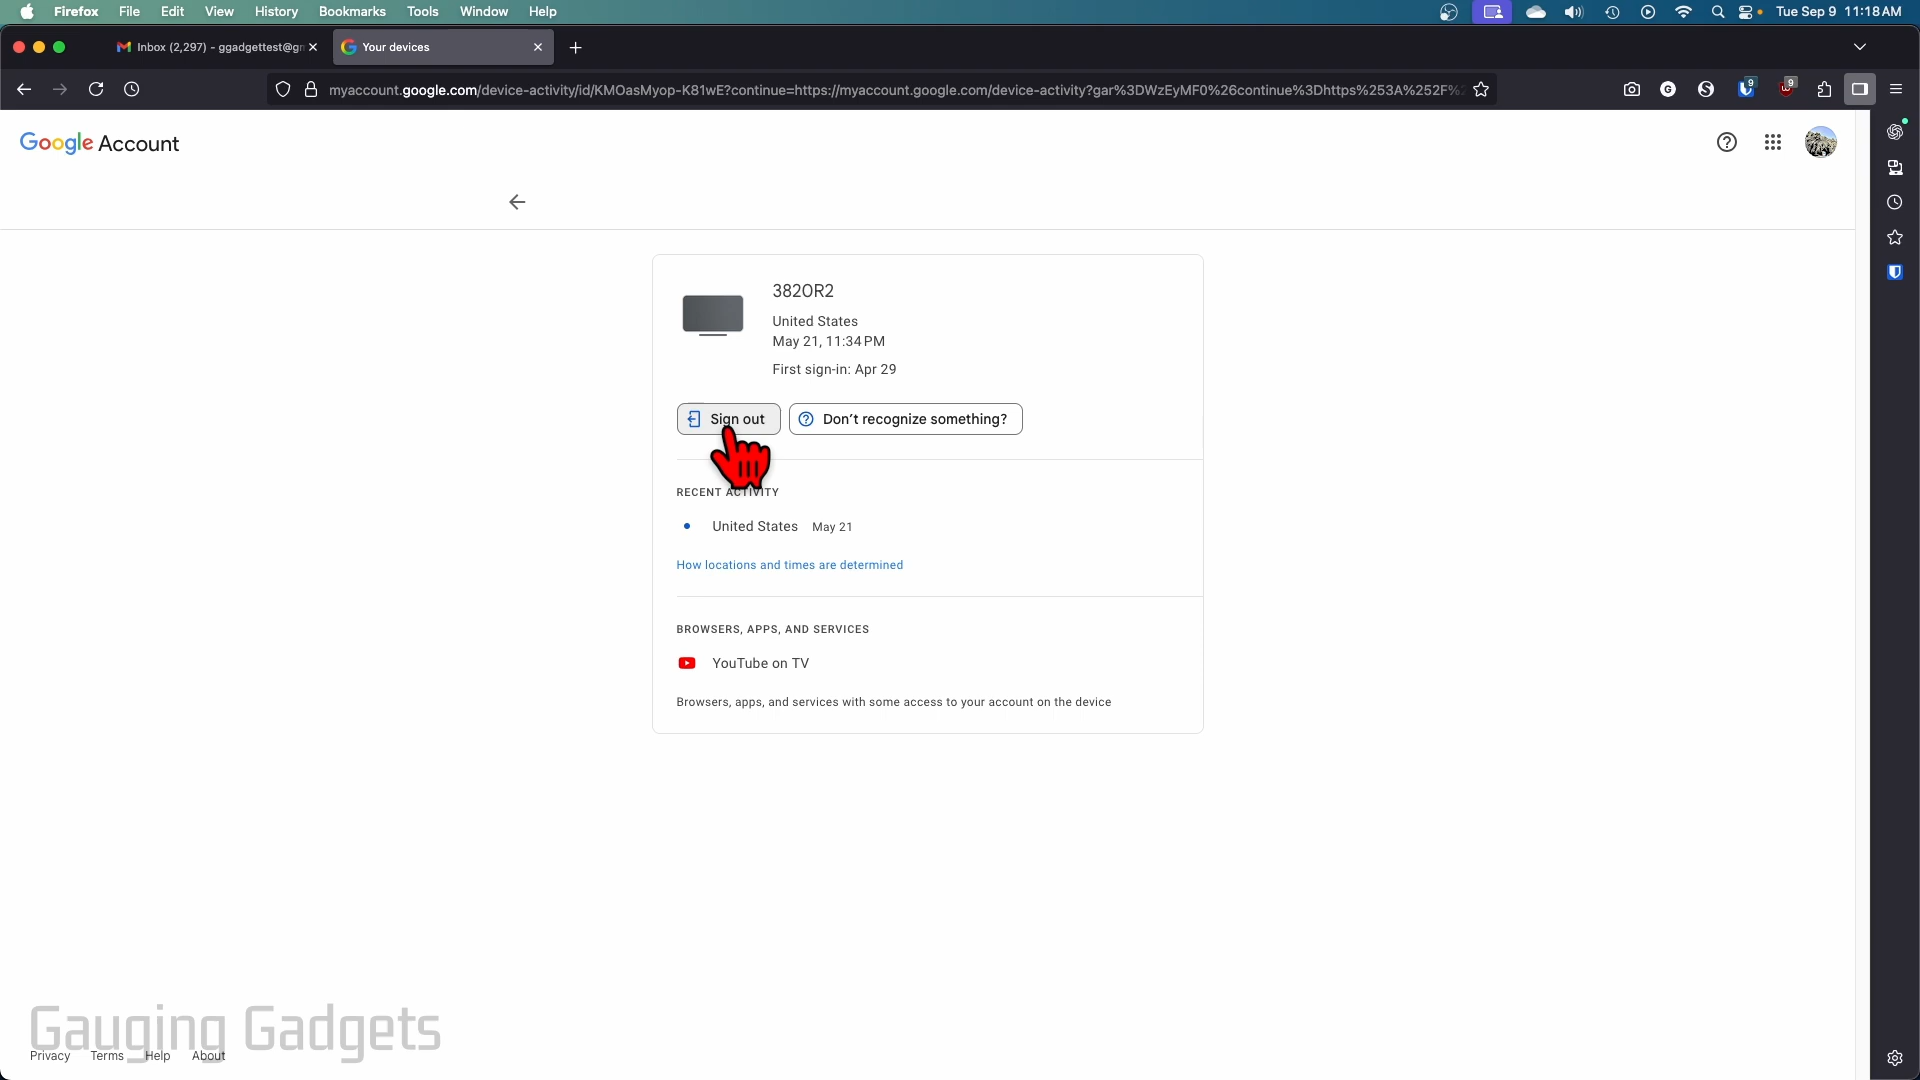 Firefox File Edit View History Bookmarks Tools Window Help
Tue Sep 9 11:18 AM
Inbox (2,297) - ggadgettest@gm
Your devices
myaccount.google.com/device-activity/id/KMOasMyop-K81wE?continue=https://myaccount.google.com/device-activity?gar%3DWzEyMF0%26continue%3Dhttps%253A%252F%2
9
9
Google Account
3820R2
United States
May 21, 11:34 PM
First sign-in: Apr 29
Sign out
Don't recognize something?
RECENT ACTIVITY
United States May 21
How locations and times are determined
BROWSERS, APPS, AND SERVICES
YouTube on TV
Browsers, apps, and services with some access to your account on the device
Gauging Gadgets
Privacy Terms Help About